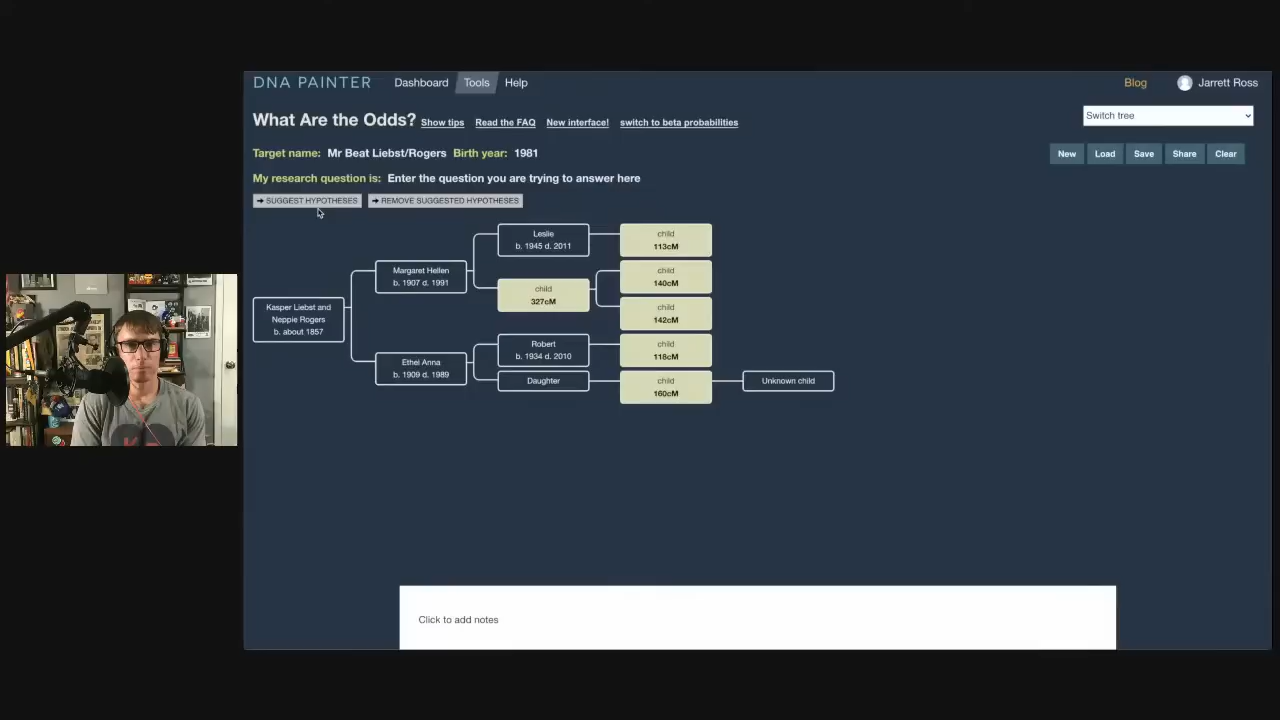 DNA PAINTER Dashboard Tools Help Blog Jarrett Ross
What Are the Odds? Show tips Read the FAQ New interface! switch to beta probabilities Switch tree
Target name: Mr Beat Liebst/Rogers Birth year: 1981 New Load Save Share Clear
My research question is: Enter the question you are trying to answer here
➔ SUGGEST HYPOTHESES ➔ REMOVE SUGGESTED HYPOTHESES
Kasper Liebst and
Neppie Rogers
b. about 1857
Margaret Hellen
b. 1907 d. 1991
Leslie
b. 1945 d. 2011
child
113cM
child
327cM
child
140cM
child
142cM
Ethel Anna
b. 1909 d. 1989
Robert
b. 1934 d. 2010
child
118cM
Daughter
child
160cM
Unknown child
Click to add notes